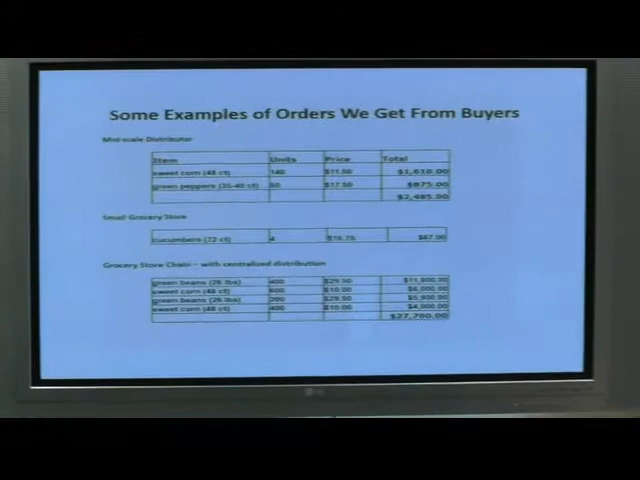 Some Examples of Orders We Get From Buyers
Mid-scale Distributor
Item Units Price Total
sweet corn (48 ct) 140 $11.50 $1,610.00
green peppers (35-40 ct) 50 $17.50 $875.00
$2,485.00
Small Grocery Store
cucumbers (72 ct) 4 $67.00
Grocery Store Chain – with centralized distribution
green beans (26 lbs) 400 $29.50 $11,800.00
sweet corn (48 ct) 600 $10.00 $6,000.00
green beans (26 lbs) 200 $29.50 $5,900.00
sweet corn (48 ct) 400 $10.00 $4,000.00
$27,700.00
LG